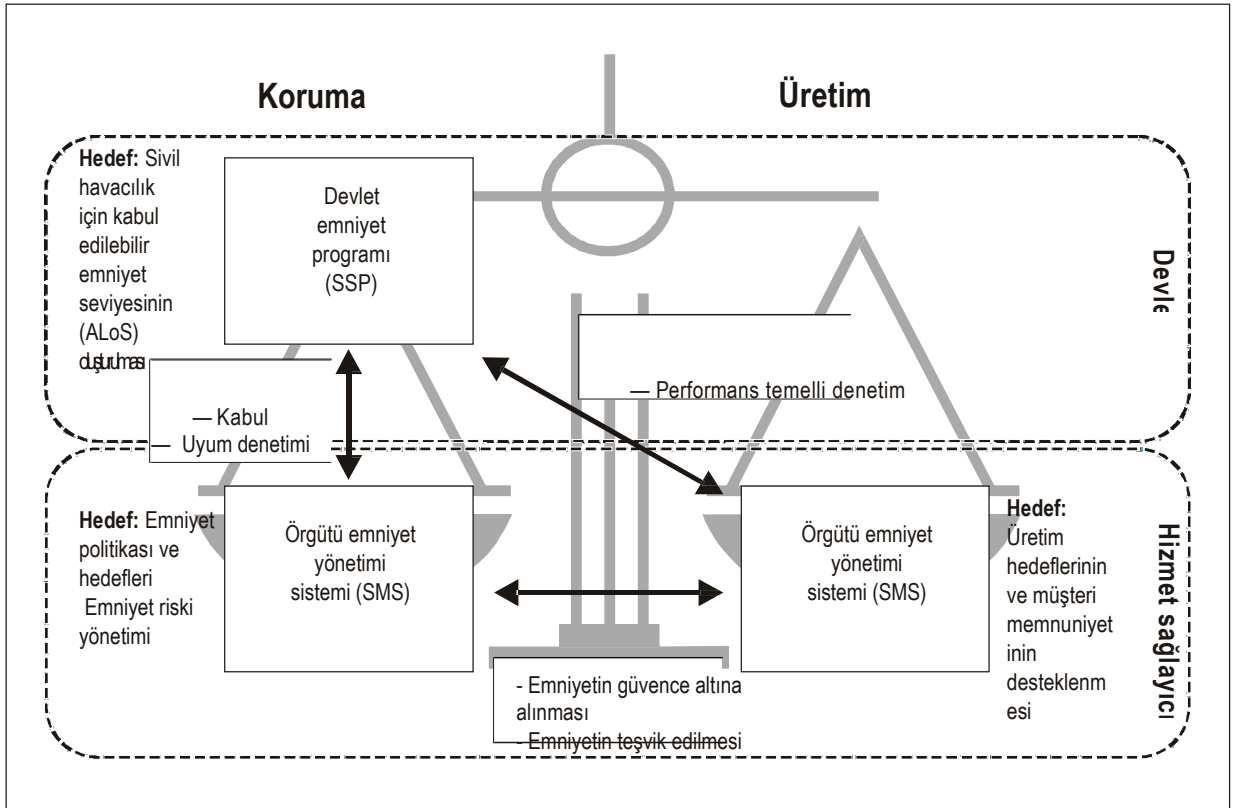 Koruma
Üretim
Hedef: Sivil
havacılık
için kabul
edilebilir
emniyet
seviyesinin
(ALoS)
Devlet
emniyet
programı
(SSP)
Devle
— Kabul
— Uyum denetimi
— Performans temelli denetim
Hedef: Emniyet
politikası ve
hedefleri
Emniyet riski
yönetimi
Örgütü emniyet
yönetimi
sistemi (SMS)
Örgütü emniyet
yönetimi
sistemi (SMS)
Hedef:
Üretim
hedeflerinin
ve müşteri
memnuniyet
inin
desteklenm
esi
Hizmet sağlayıcı
- Emniyetin güvence altına
alınması
- Emniyetin teşvik edilmesi